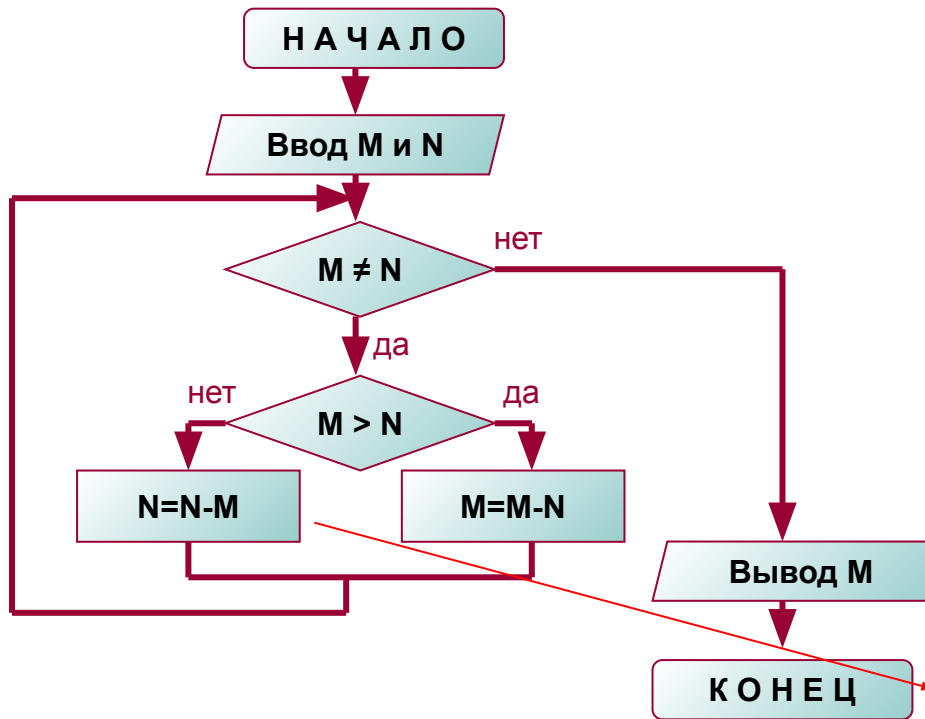 Н А Ч А Л О
Ввод M и N
нет
M ≠ N
да
нет
да
M > N
N=N-M
M=M-N
Вывод M
К О Н Е Ц